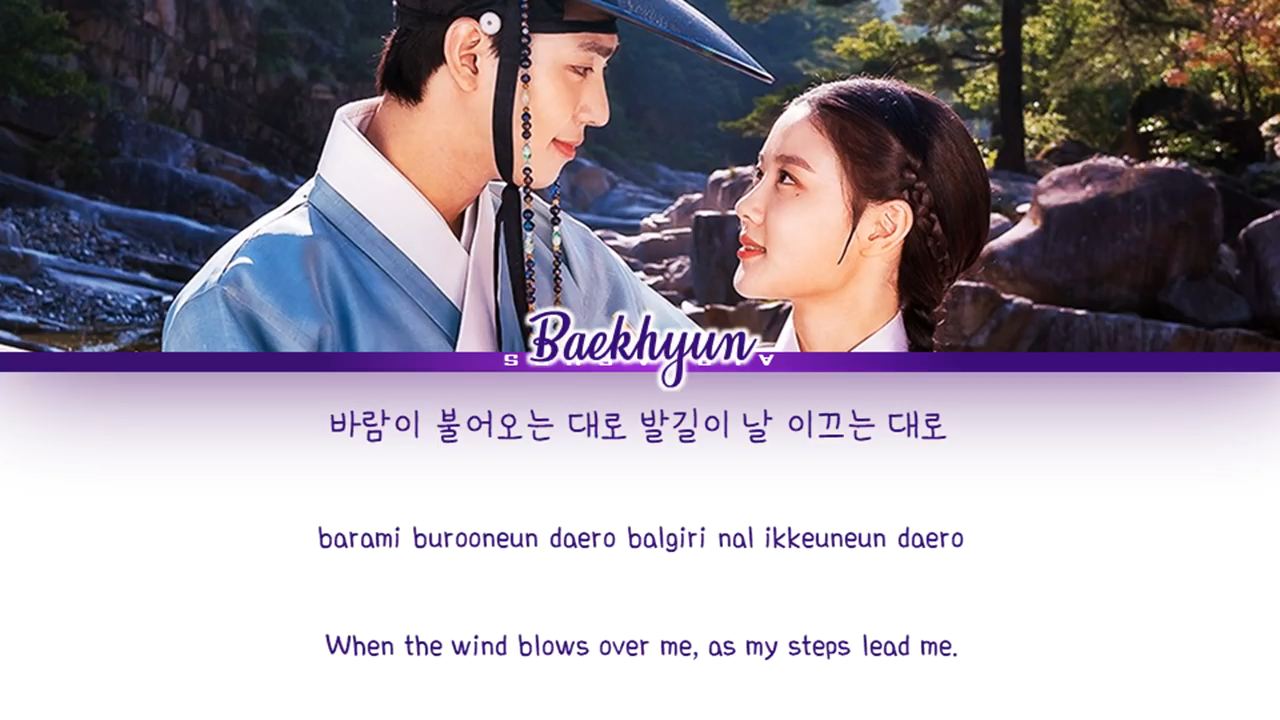 Baekhyun
바람이 불어오는 대로 발길이 날 이끄는 대로
barami burooneun daero balgiri nal ikkeuneun daero
When the wind blows over me, as my steps lead me.